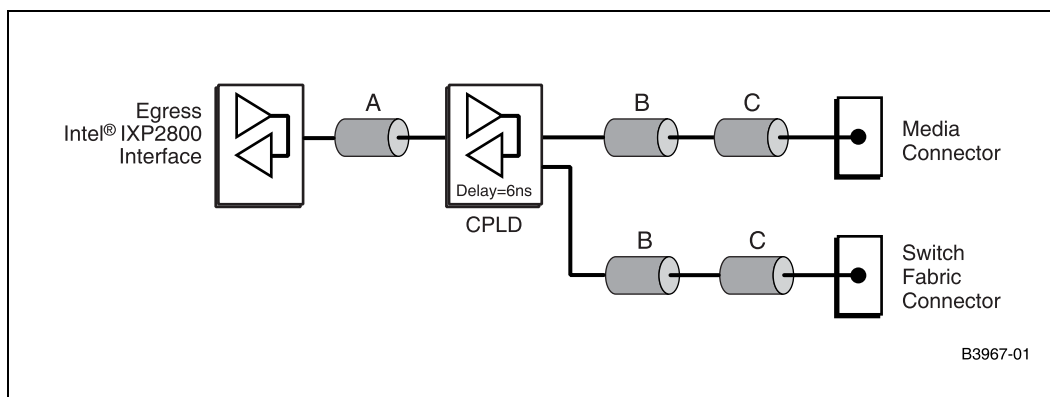 Egress
Intel® IXP2800
Interface
A
Delay=6ns
CPLD
B
C
Media
Connector
B
C
Switch
Fabric
Connector
B3967-01